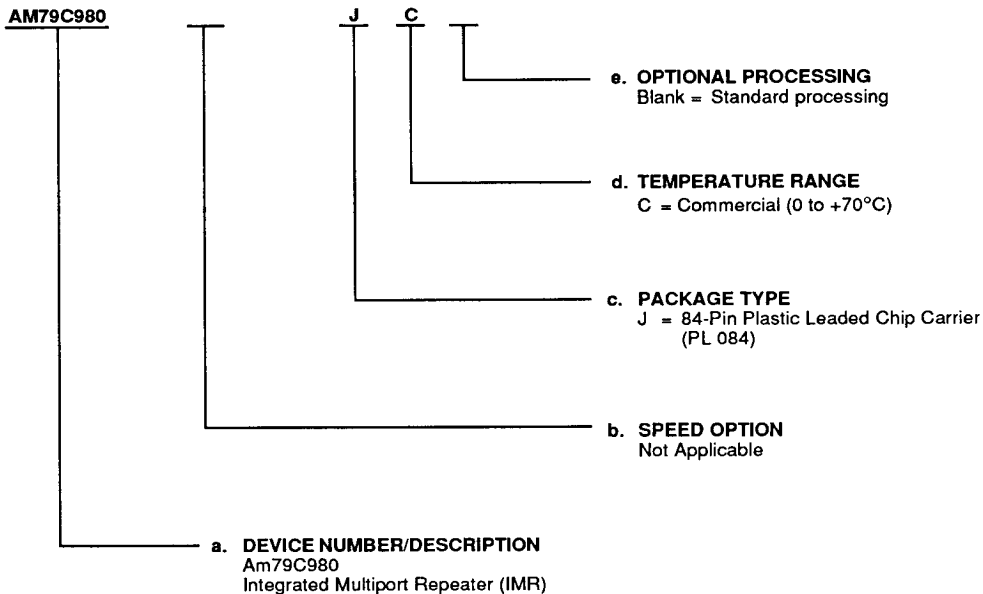 AM79C980 J C
e. OPTIONAL PROCESSING
Blank = Standard processing
d. TEMPERATURE RANGE
C = Commercial (0 to +70°C)
c. PACKAGE TYPE
J = 84-Pin Plastic Leaded Chip Carrier
(PL 084)
b. SPEED OPTION
Not Applicable
a. DEVICE NUMBER/DESCRIPTION
Am79C980
Integrated Multiport Repeater (IMR)